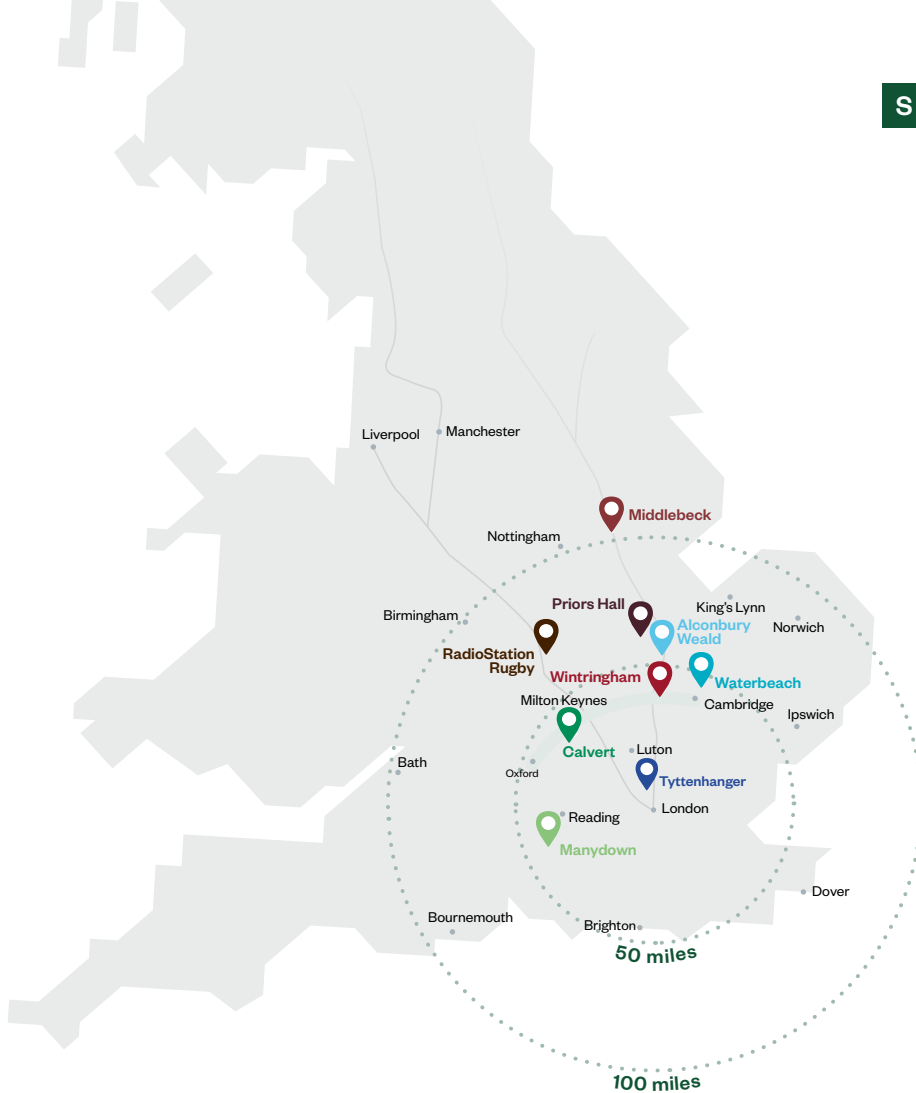 S
Liverpool
Manchester
Middlebeck
Nottingham
Priors Hall
King's Lynn
Birmingham
Alconbury
Weald
Norwich
RadioStation
Rugby
Wintringham
Waterbeach
Milton Keynes
Cambridge
Ipswich
Calvert
Luton
Bath
Oxford
Tyttenhanger
London
Reading
Manydown
Dover
Bournemouth
Brighton
50 miles
100 miles